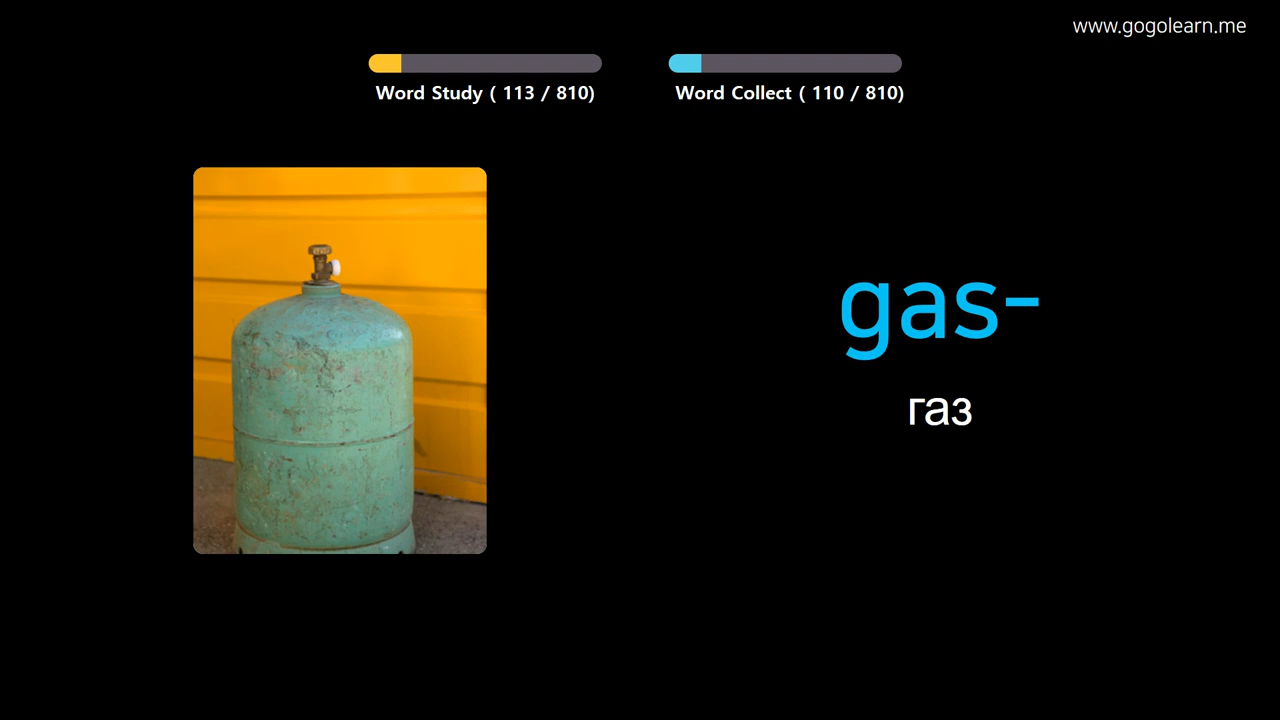 www.gogolearn.me
Word Study ( 113 / 810)
Word Collect ( 110 / 810)
gas-
газ